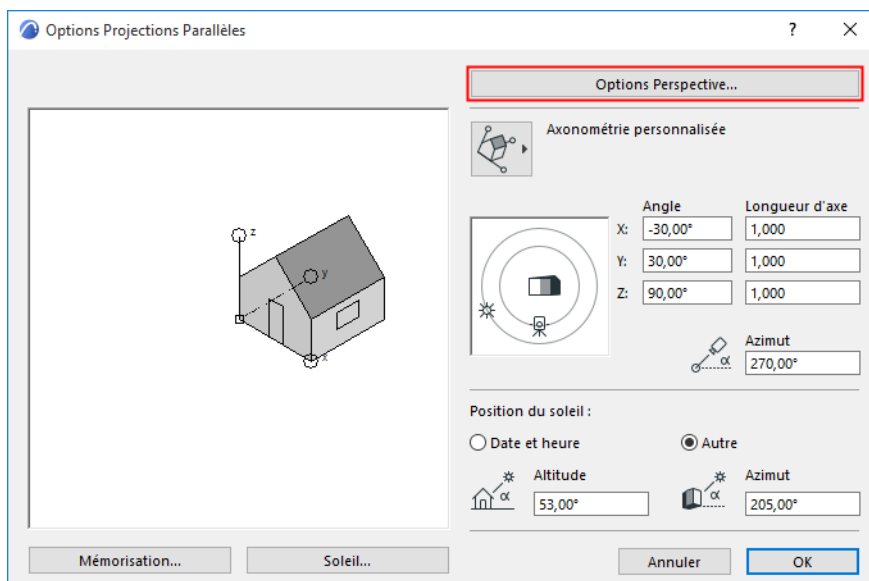 Options Projections Parallèles
?
Options Perspective...
Axonométrie personnalisée
Angle Longueur d'axe
X: -30,00° 1,000
Y: 30,00° 1,000
Z: 90,00° 1,000
z
y
x
Azimut
α 270,00°
Position du soleil :
Date et heure Autre
Altitude Azimut
α 53,00° α 205,00°
Mémorisation... Soleil... Annuler OK